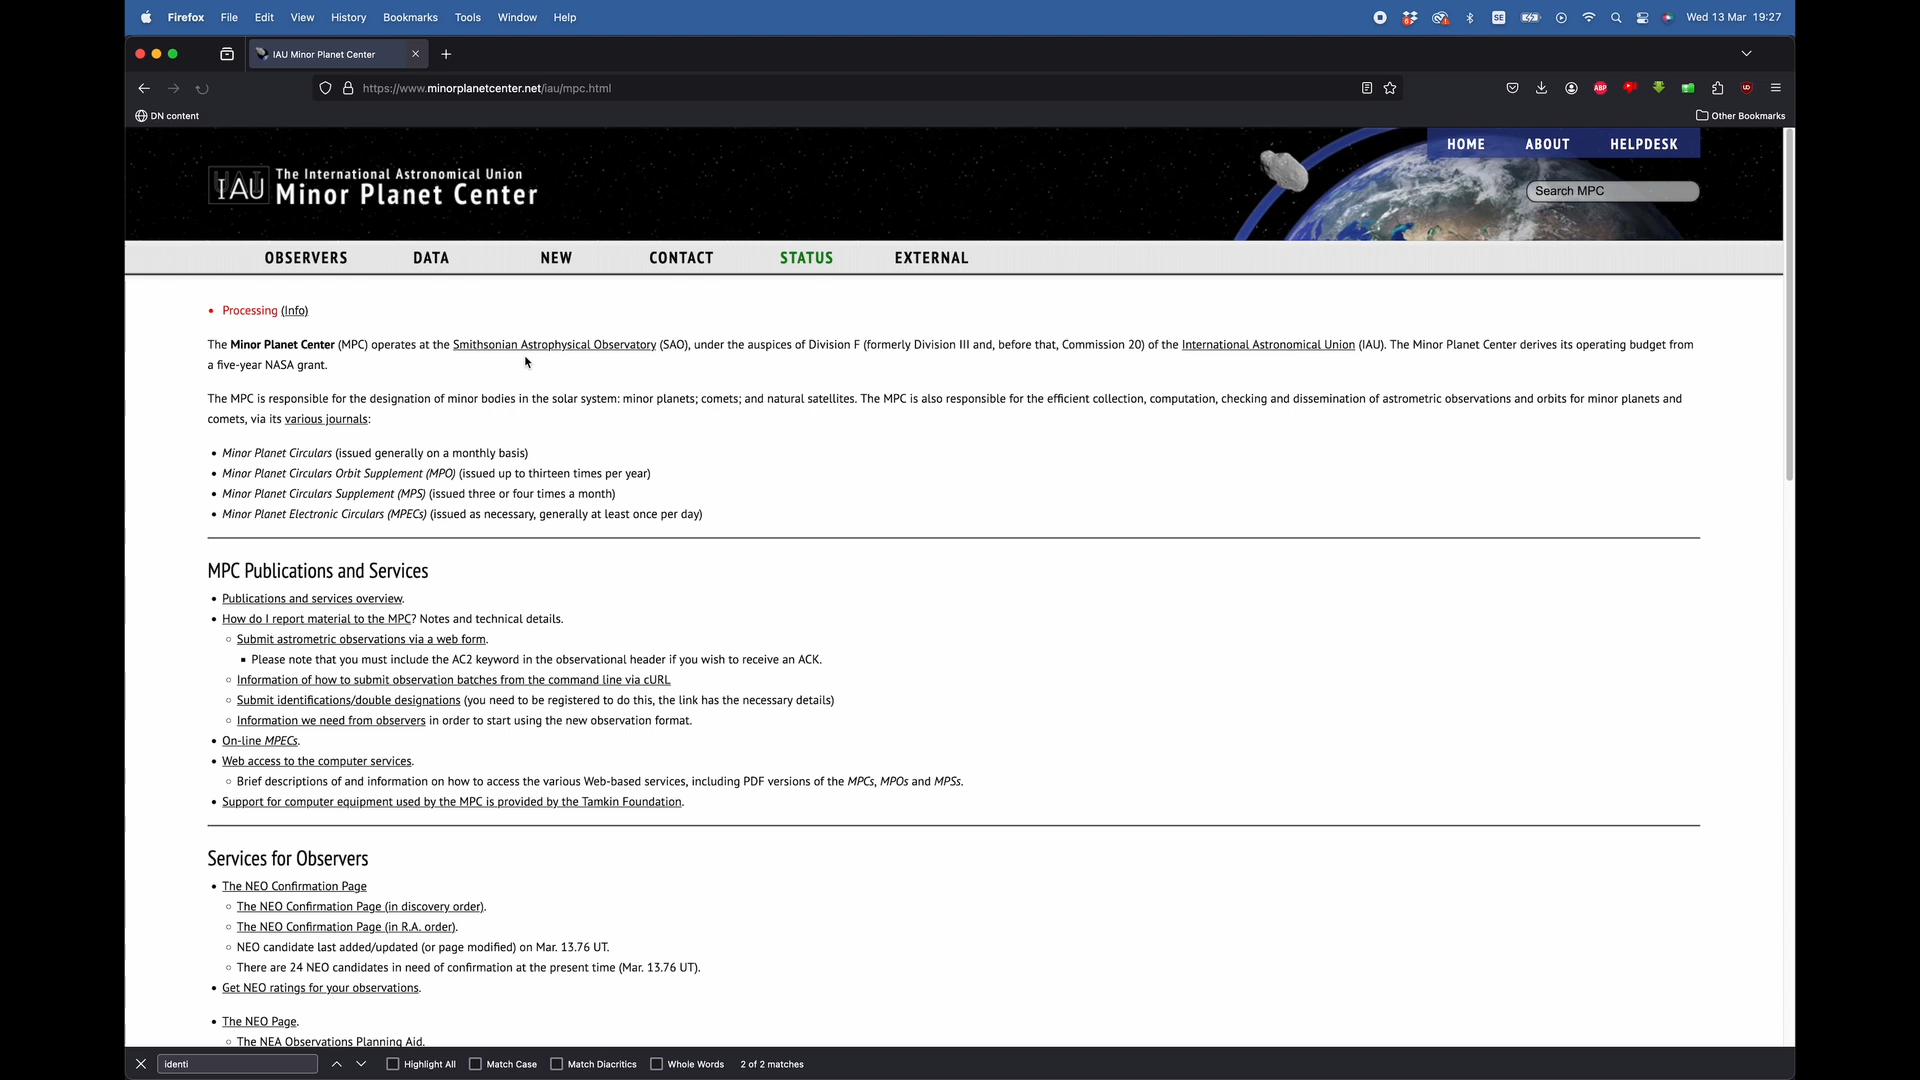 Firefox File Edit View History Bookmarks Tools Window Help
SE
Wed 13 Mar 19:27
IAU Minor Planet Center
https://www.minorplanetcenter.net/iau/mpc.html
ABP
DN content
Other Bookmarks
HOME ABOUT HELPDESK
IAU
The International Astronomical Union
Minor Planet Center
Search MPC
OBSERVERS DATA NEW CONTACT STATUS EXTERNAL
• Processing (Info)
The Minor Planet Center (MPC) operates at the Smithsonian Astrophysical Observatory (SAO), under the auspices of Division F (formerly Division III and, before that, Commission 20) of the International Astronomical Union (IAU). The Minor Planet Center derives its operating budget from
a five-year NASA grant.
The MPC is responsible for the designation of minor bodies in the solar system: minor planets; comets; and natural satellites. The MPC is also responsible for the efficient collection, computation, checking and dissemination of astrometric observations and orbits for minor planets and
comets, via its various journals:
• Minor Planet Circulars (issued generally on a monthly basis)
• Minor Planet Circulars Orbit Supplement (MPO) (issued up to thirteen times per year)
• Minor Planet Circulars Supplement (MPS) (issued three or four times a month)
• Minor Planet Electronic Circulars (MPECs) (issued as necessary, generally at least once per day)
MPC Publications and Services
• Publications and services overview.
• How do I report material to the MPC? Notes and technical details.
◦ Submit astrometric observations via a web form.
▪ Please note that you must include the AC2 keyword in the observational header if you wish to receive an ACK.
◦ Information of how to submit observation batches from the command line via cURL
◦ Submit identifications/double designations (you need to be registered to do this, the link has the necessary details)
◦ Information we need from observers in order to start using the new observation format.
• On-line MPECs.
• Web access to the computer services.
◦ Brief descriptions of and information on how to access the various Web-based services, including PDF versions of the MPCs, MPOs and MPSs.
• Support for computer equipment used by the MPC is provided by the Tamkin Foundation.
Services for Observers
• The NEO Confirmation Page
◦ The NEO Confirmation Page (in discovery order).
◦ The NEO Confirmation Page (in R.A. order).
◦ NEO candidate last added/updated (or page modified) on Mar. 13.76 UT.
◦ There are 24 NEO candidates in need of confirmation at the present time (Mar. 13.76 UT).
• Get NEO ratings for your observations.
• The NEO Page.
◦ The NEA Observations Planning Aid.
identi
Highlight All Match Case Match Diacritics Whole Words 2 of 2 matches